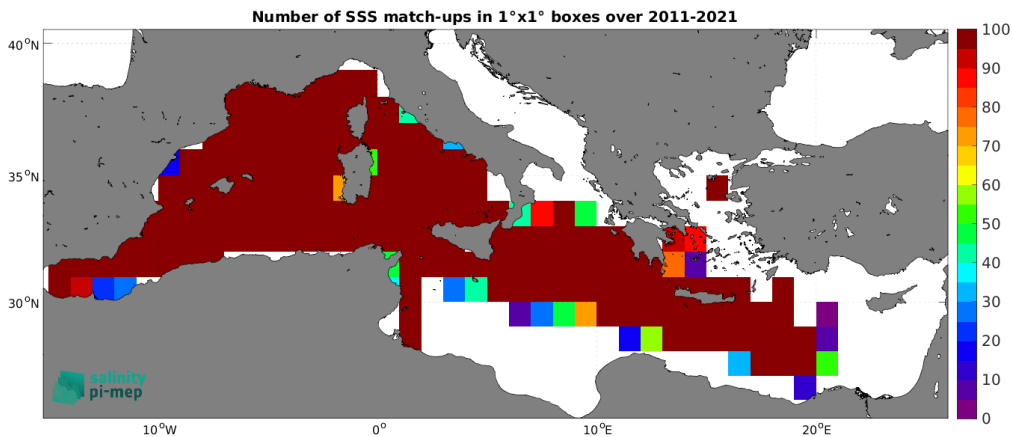 Number of SSS match-ups in 1°x1° boxes over 2011-2021
40°N
35°N
30°N
10°W
0°
10°E
20°E
100
90
80
70
60
50
40
30
20
10
0
salinity
pi-mep